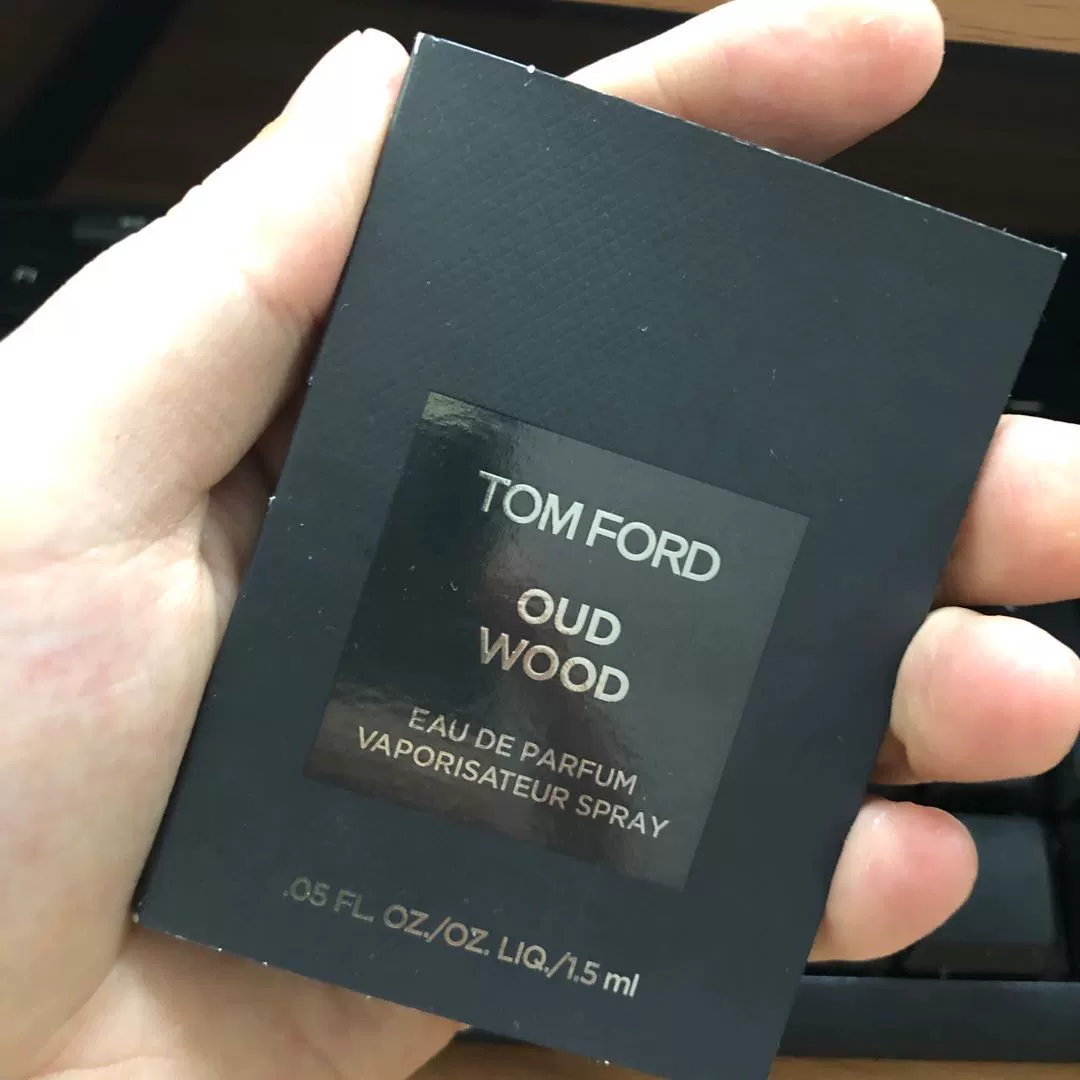 TOM FORD
OUD
WOOD
EAU DE PARFUM
VAPORISATEUR SPRAY
.05 FL. OZ./OZ. LIQ./1.5 ml